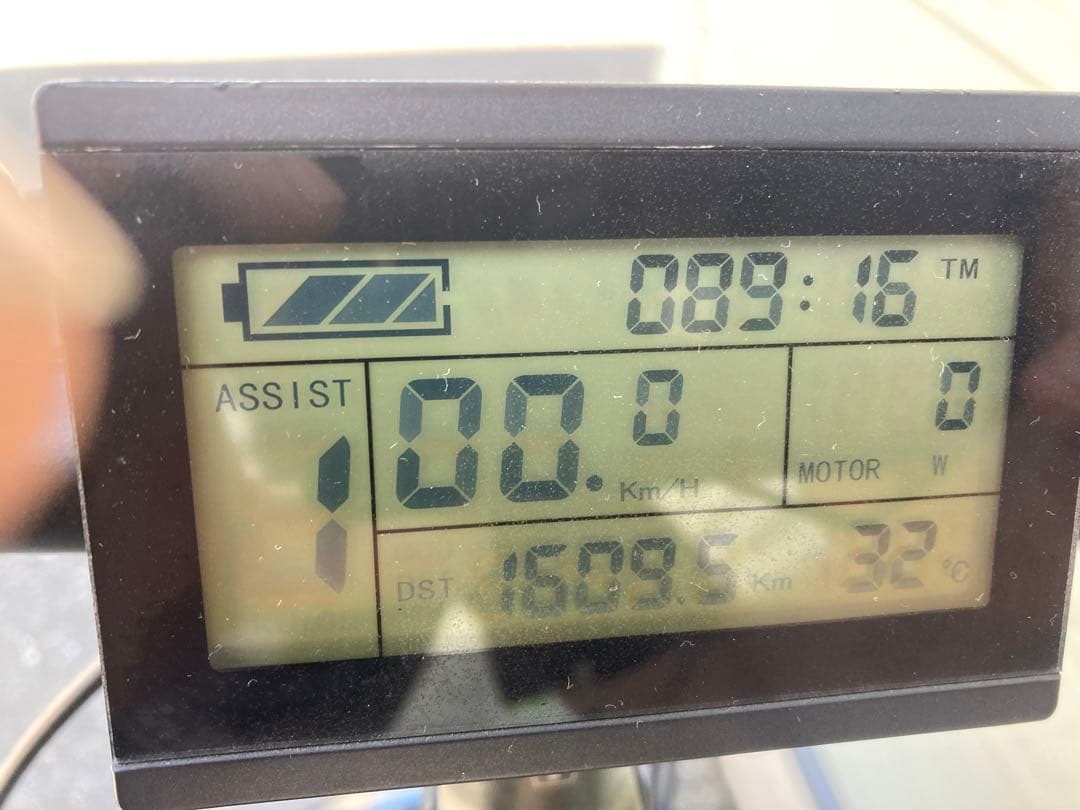 089:16 TM
ASSIST
1
00.0 Km/H
0
MOTOR W
DST 1609.5 Km 32 °C